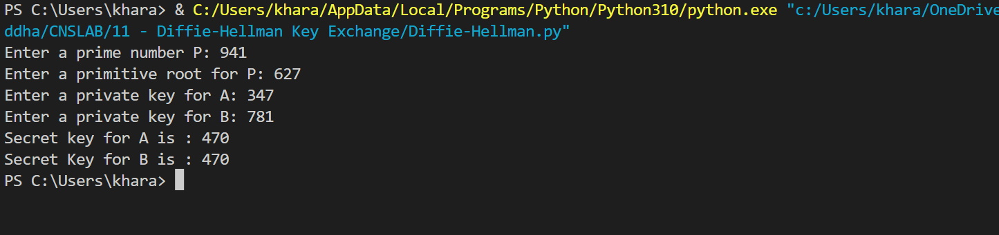 PS C:\Users\khara> & C:/Users/khara/AppData/Local/Programs/Python/Python310/python.exe "c:/Users/khara/OneDrive
ddha/CNSLAB/11 - Diffie-Hellman Key Exchange/Diffie-Hellman.py"
Enter a prime number P: 941
Enter a primitive root for P: 627
Enter a private key for A: 347
Enter a private key for B: 781
Secret key for A is : 470
Secret Key for B is : 470
PS C:\Users\khara>